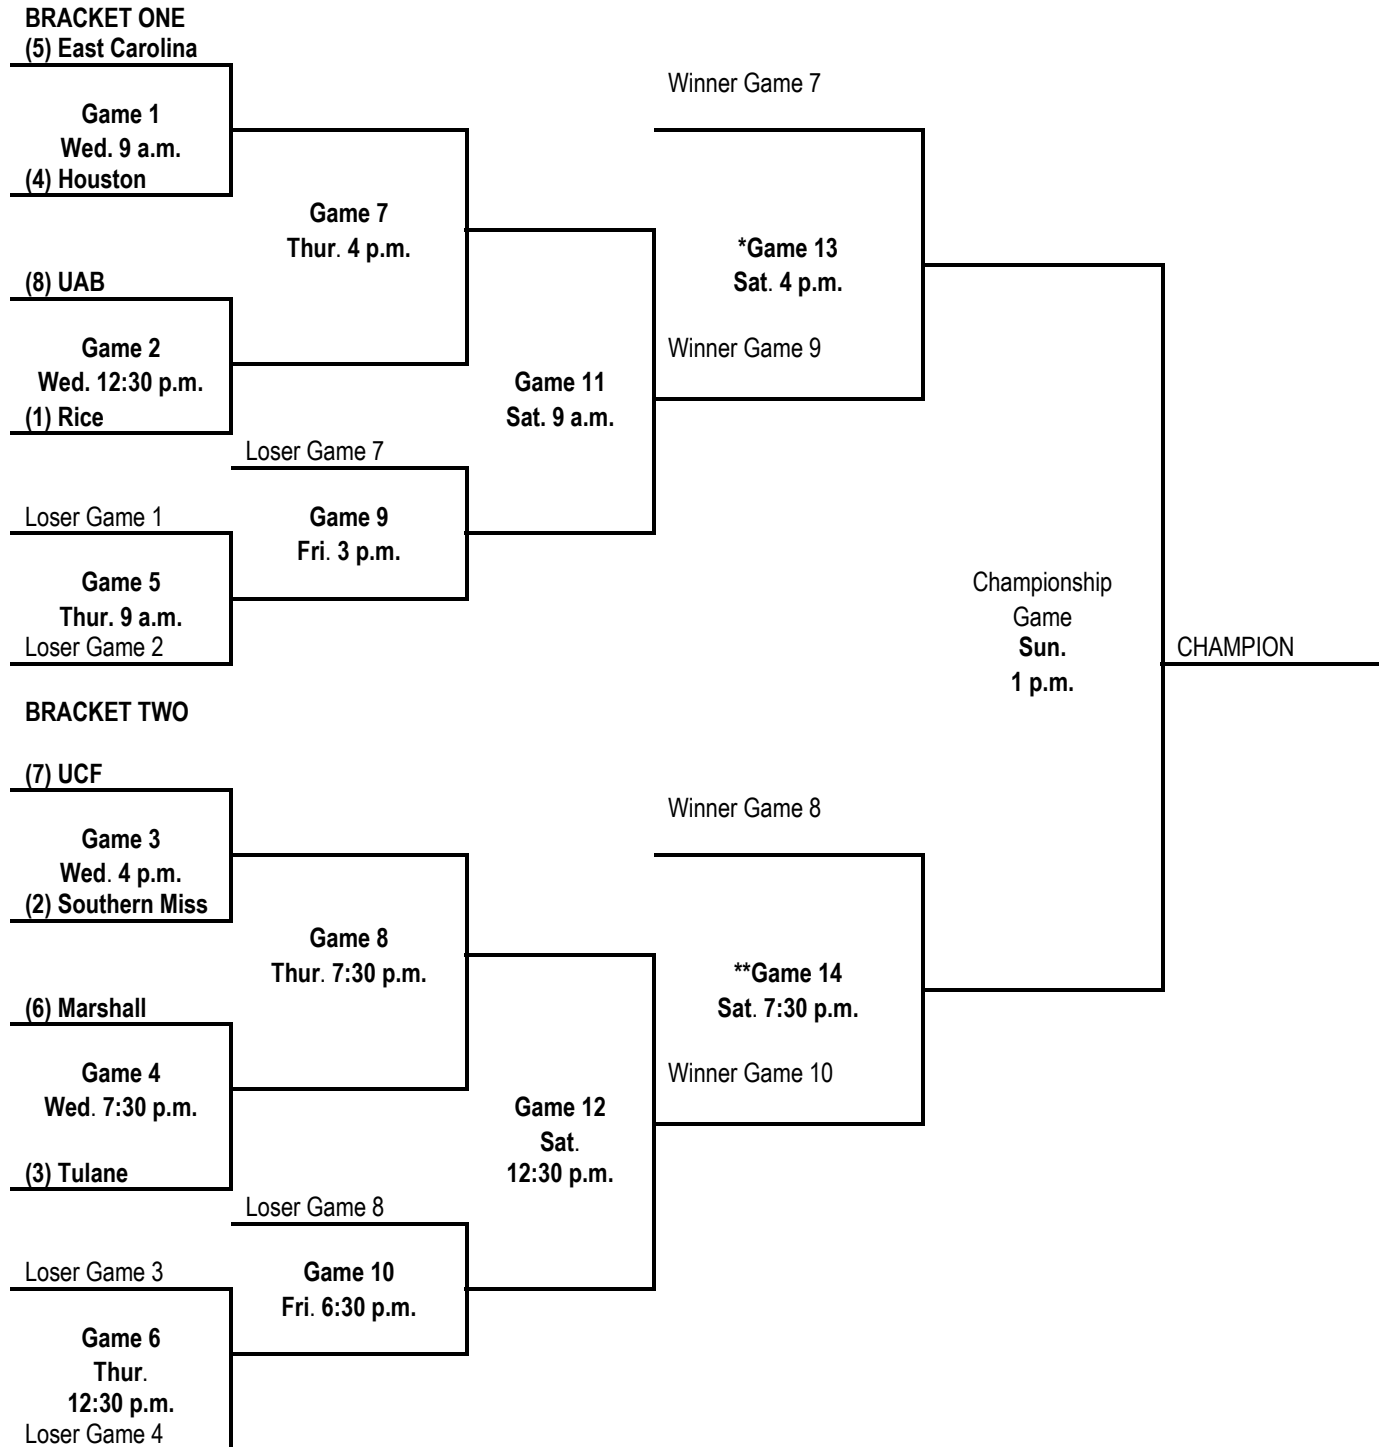 BRACKET ONE
(5) East Carolina
Winner Game 7
Game 1
Wed. 9 a.m.
(4) Houston
Game 7
Thur. 4 p.m.
*Game 13
Sat. 4 p.m.
(8) UAB
Game 2
Wed. 12:30 p.m.
(1) Rice
Winner Game 9
Game 11
Sat. 9 a.m.
Loser Game 7
Loser Game 1
Game 9
Fri. 3 p.m.
Game 5
Thur. 9 a.m.
Loser Game 2
Championship
Game
Sun.
1 p.m.
CHAMPION
BRACKET TWO
(7) UCF
Winner Game 8
Game 3
Wed. 4 p.m.
(2) Southern Miss
Game 8
Thur. 7:30 p.m.
**Game 14
Sat. 7:30 p.m.
(6) Marshall
Game 4
Wed. 7:30 p.m.
(3) Tulane
Winner Game 10
Game 12
Sat.
12:30 p.m.
Loser Game 8
Loser Game 3
Game 10
Fri. 6:30 p.m.
Game 6
Thur.
12:30 p.m.
Loser Game 4